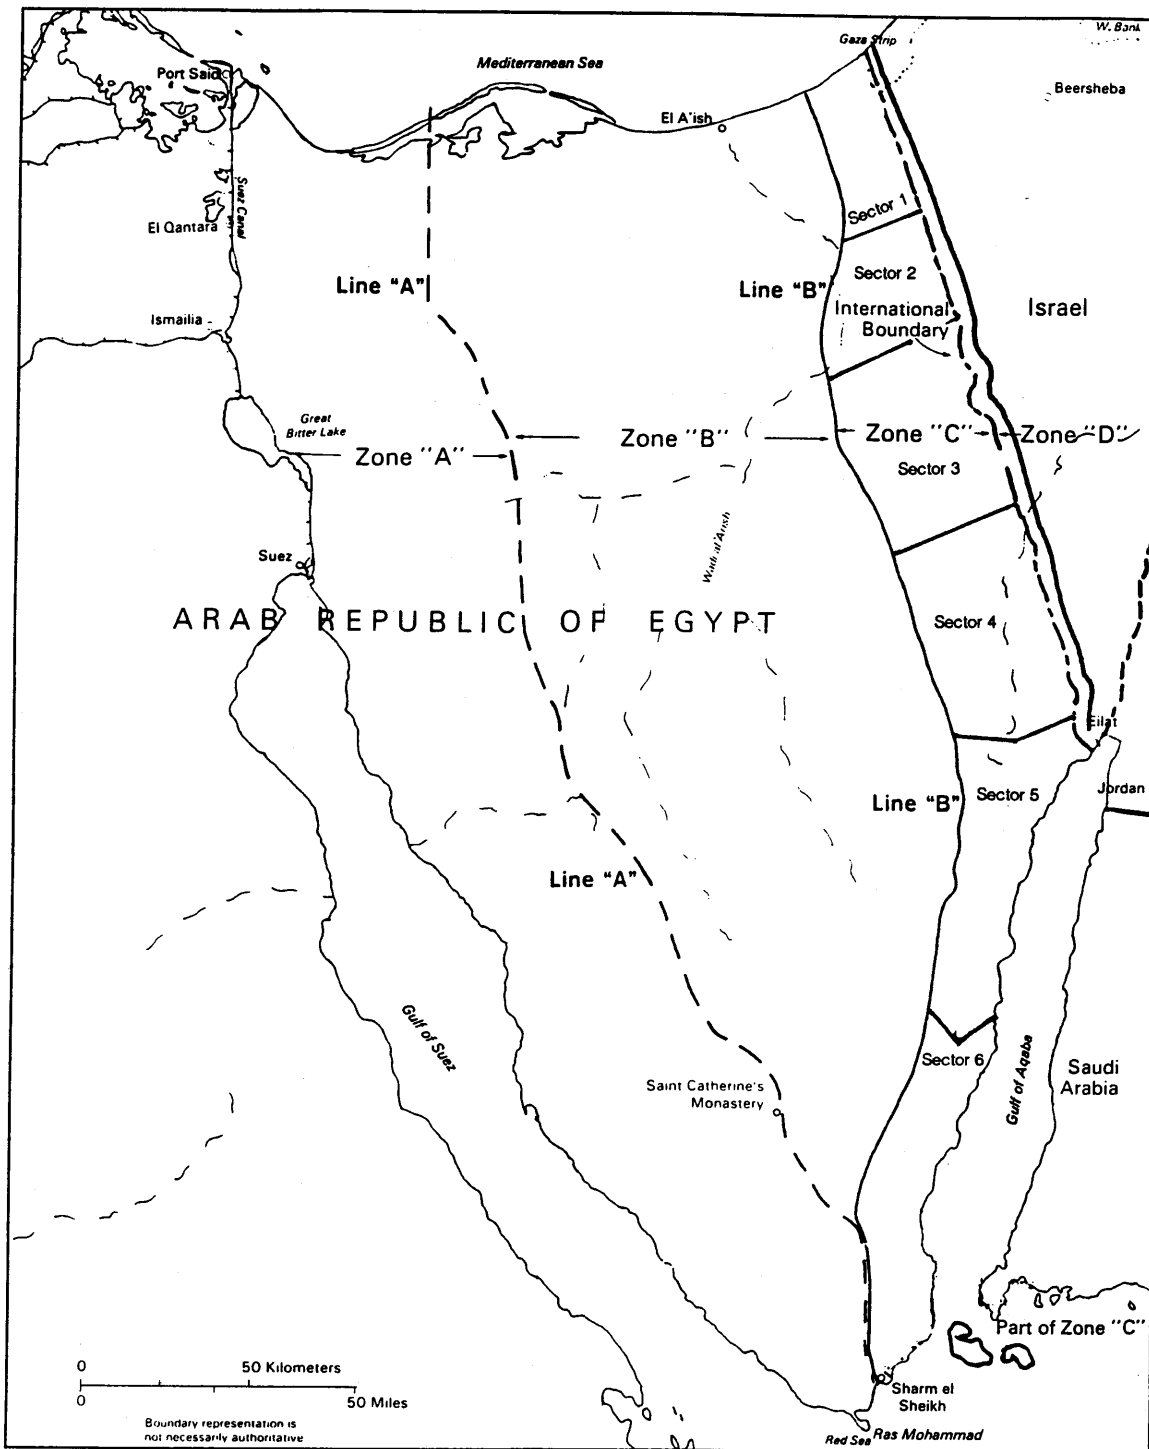 W. Bank
Gaza Strip
Mediterranean Sea
Port Said
Beersheba
El A'ish
Suez Canal
Sector 1
El Qantara
Sector 2
Line "A"
Line "B"
International
Boundary
Israel
Ismailia
Great
Bitter Lake
Zone "A"
Zone "B"
Zone "C"
Zone "D"
Sector 3
Wadi al'Arish
Suez
ARAB REPUBLIC OF EGYPT
Sector 4
Eilat
Line "B"
Sector 5
Jordan
Line "A"
Gulf of Suez
Gulf of Aqaba
Sector 6
Saudi
Arabia
Saint Catherine's
Monastery
Part of Zone "C"
0 50 Kilometers
0 50 Miles
Sharm el
Sheikh
Boundary representation is
not necessarily authoritative
Red Sea
Ras Mohammad